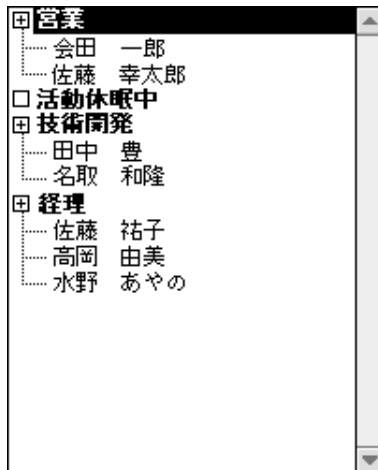 営業
会田　一郎
佐藤　幸太郎
活動休眠中
技術開発
田中　豊
名取　和隆
経理
佐藤　祐子
高岡　由美
水野　あやの